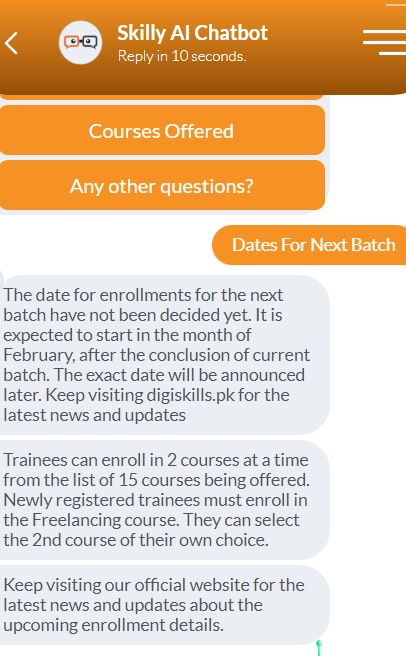 Skilly AI Chatbot
Reply in 10 seconds.
Courses Offered
Any other questions?
Dates For Next Batch
The date for enrollments for the next
batch have not been decided yet. It is
expected to start in the month of
February, after the conclusion of current
batch. The exact date will be announced
later. Keep visiting digiskills.pk for the
latest news and updates
Trainees can enroll in 2 courses at a time
from the list of 15 courses being offered.
Newly registered trainees must enroll in
the Freelancing course. They can select
the 2nd course of their own choice.
Keep visiting our official website for the
latest news and updates about the
upcoming enrollment details.